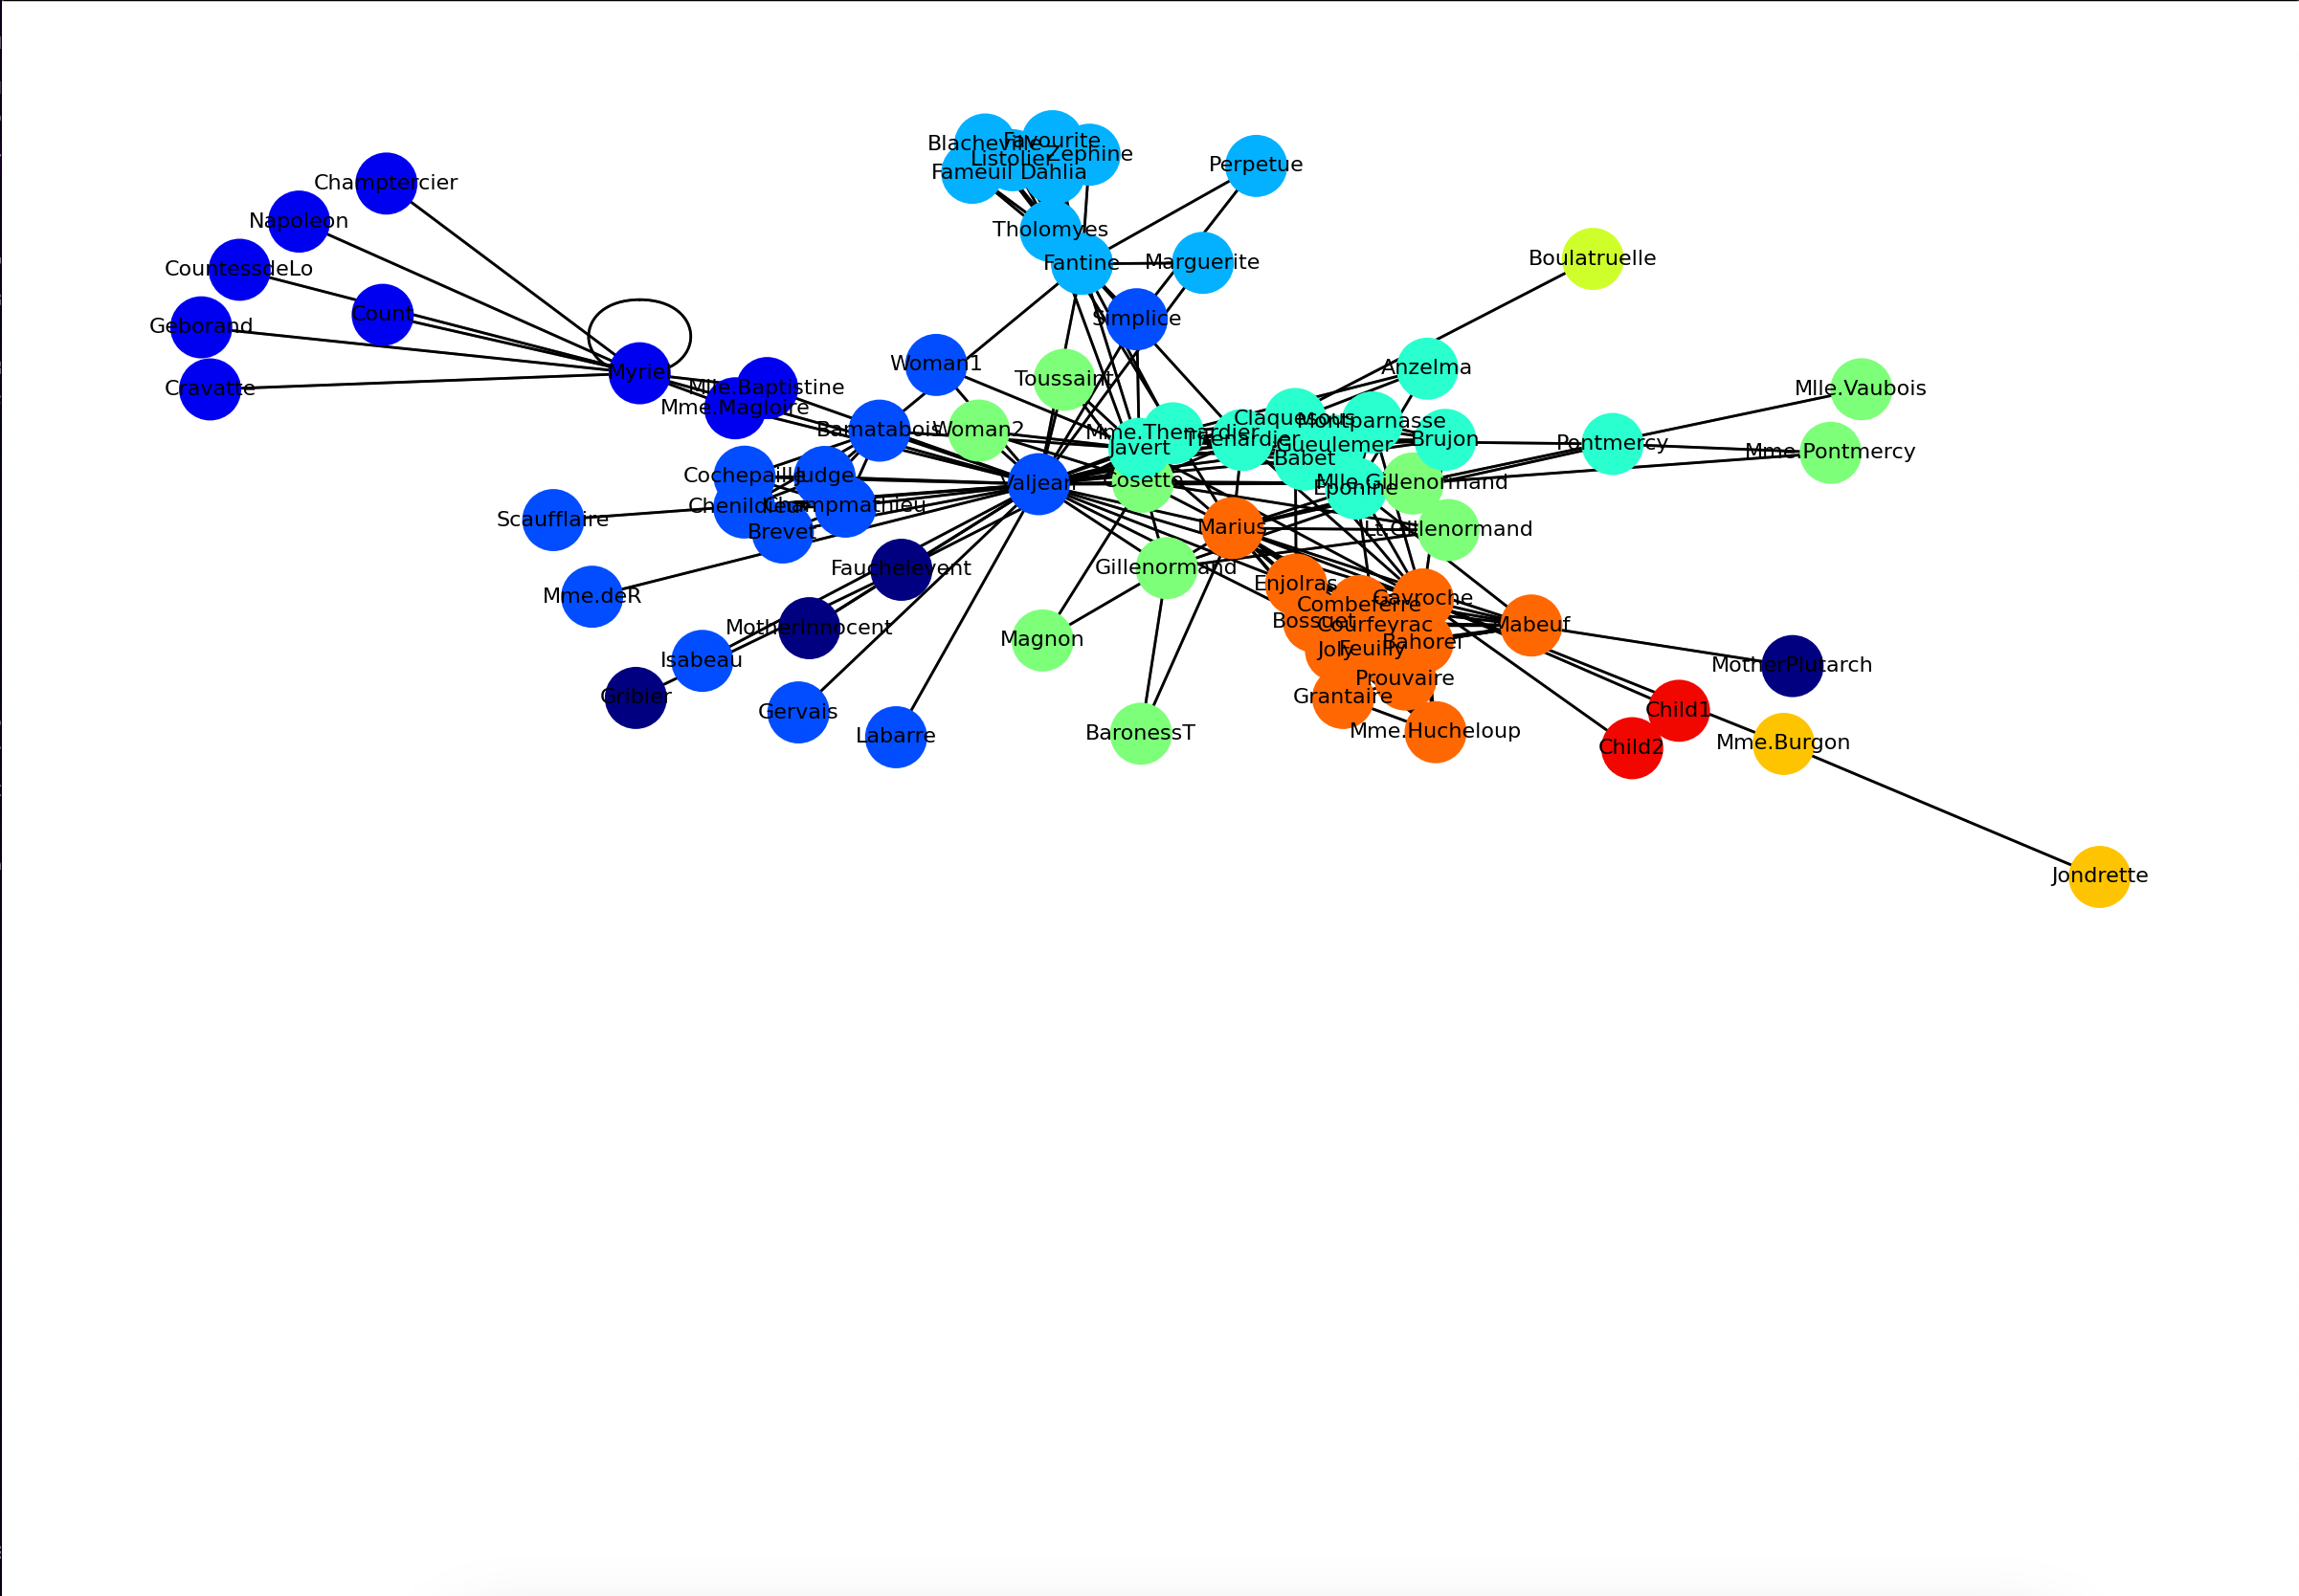 Blacheville
Favourite
Listolier
Zephine
Fameuil
Dahlia
Perpetue
Champtercier
Napoleon
Tholomyes
CountessdeLo
Fantine
Marguerite
Boulatruelle
Count
Geborand
Simplice
Myriel
Woman1
Anzelma
Toussaint
Cravatte
Mlle.Baptistine
Mlle.Vaubois
Mme.Magloire
Claquesous
Montparnasse
Bamatabois
Woman2
Mme.Thenardier
Thenardier
Gueulemer
Brujon
Pontmercy
Javert
Mme.Pontmercy
Babet
Cochepaille
Judge
Valjean
Cosette
Mlle.Gillenormand
Eponine
Chenildieu
Champmathieu
Scaufflaire
Brevet
Marius
Lt.Gillenormand
Fauchelevent
Gillenormand
Enjolras
Mme.deR
Combeferre
Gavroche
Bossuet
Courfeyrac
Mabeuf
MotherInnocent
Magnon
Joly
Feuilly
Bahorel
Isabeau
MotherPlutarch
Prouvaire
Gribier
Grantaire
Child1
Gervais
Labarre
BaronessT
Mme.Hucheloup
Child2
Mme.Burgon
Jondrette